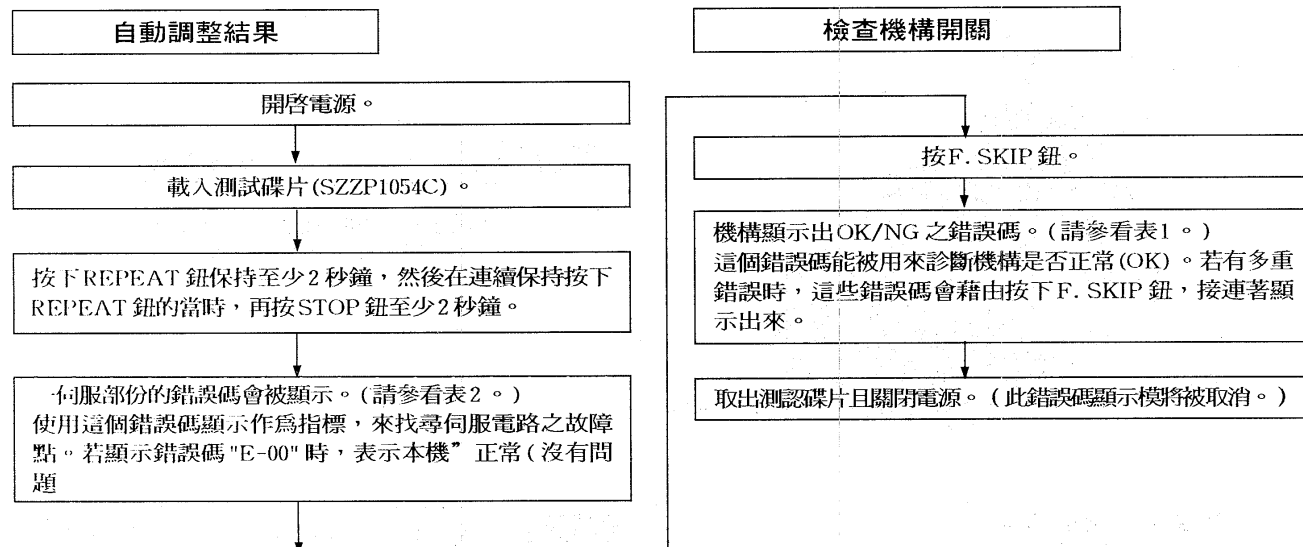 自動調整結果
開啓電源。
載入測試碟片(SZZP1054C)。
按下REPEAT鈕保持至少2秒鐘，然後在連續保持按下
REPEAT鈕的當時，再按STOP鈕至少2秒鐘。
伺服部份的錯誤碼會被顯示。(請參看表2。)
使用這個錯誤碼顯示作爲指標，來找尋伺服電路之故障
點。若顯示錯誤碼"E-00"時，表示本機”正常(沒有問
題
檢查機構開關
按F.SKIP鈕。
機構顯示出OK/NG之錯誤碼。(請參看表1。)
這個錯誤碼能被用來診斷機構是否正常(OK)。若有多重
錯誤時，這些錯誤碼會藉由按下F.SKIP鈕，接連著顯
示出來。
取出測認碟片且關閉電源。(此錯誤碼顯示模將被取消。)